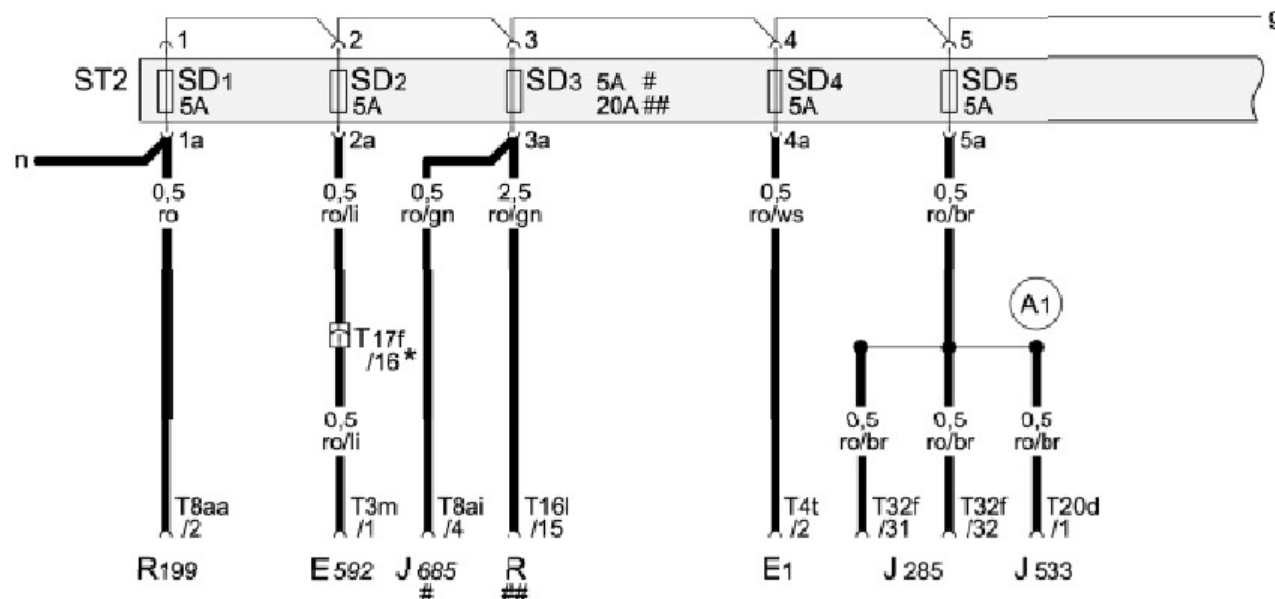 g
1 2 3 4 5
ST2 SD1 SD2 SD3 5A # SD4 SD5
5A 5A 20A ## 5A 5A
1a 2a 3a 4a 5a
n
0,5 0,5 0,5 2,5 0,5 0,5
ro ro/li ro/gn ro/gn ro/ws ro/br
A1
T17f
/16*
0,5 0,5 0,5 0,5
ro/li ro/br ro/br ro/br
T8aa T3m T8ai T16l T4t T32f T32f T20d
/2 /1 /4 /15 /2 /31 /32 /1
R199 E592 J685 R E1 J285 J533
# ##